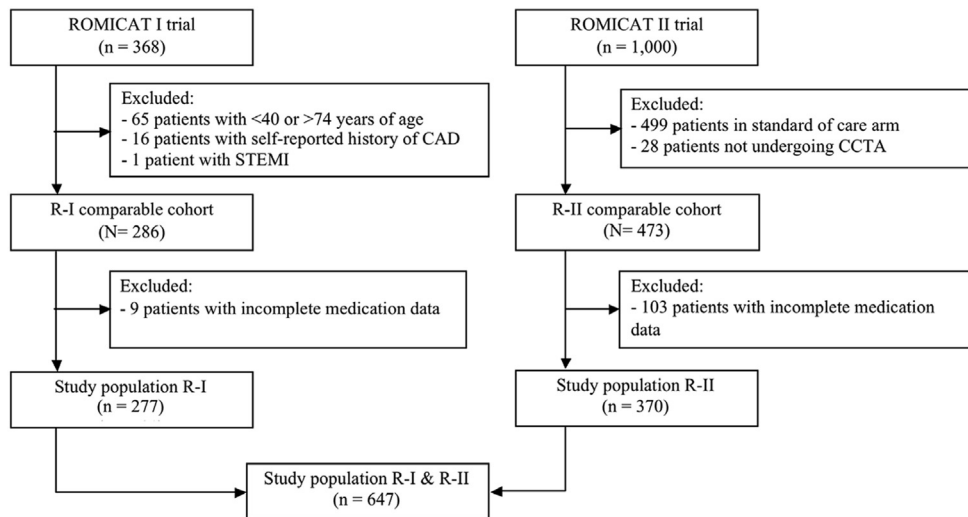 ROMICAT I trial
(n = 368)
ROMICAT II trial
(n = 1,000)
Excluded:
- 65 patients with <40 or >74 years of age
- 16 patients with self-reported history of CAD
- 1 patient with STEMI
Excluded:
- 499 patients in standard of care arm
- 28 patients not undergoing CCTA
R-I comparable cohort
(N= 286)
R-II comparable cohort
(N= 473)
Excluded:
- 9 patients with incomplete medication data
Excluded:
- 103 patients with incomplete medication
data
Study population R-I
(n = 277)
Study population R-II
(n = 370)
Study population R-I & R-II
(n = 647)